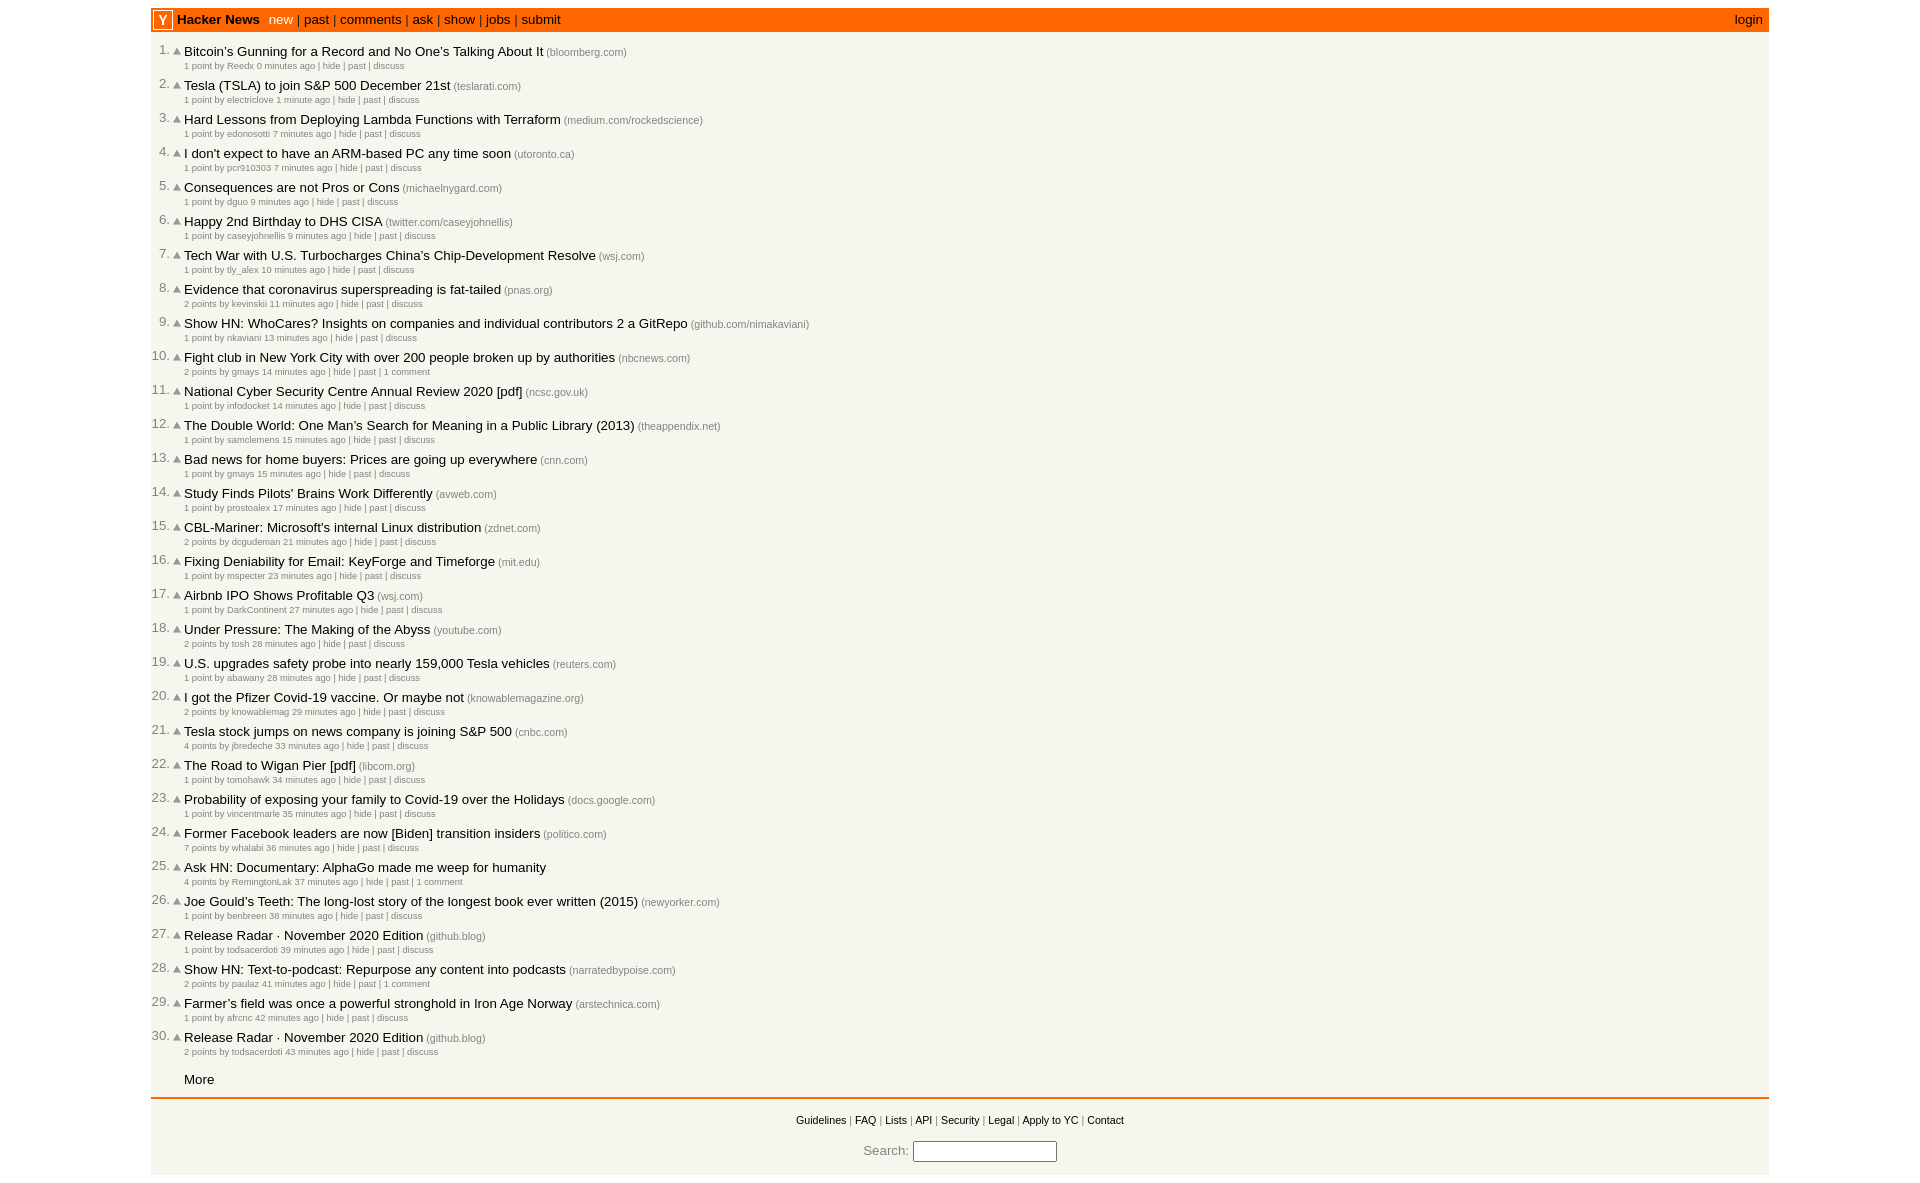 Y Hacker News new | past | comments | ask | show | jobs | submit login
1. Bitcoin’s Gunning for a Record and No One’s Talking About It (bloomberg.com)
1 point by Reedx 0 minutes ago | hide | past | discuss
2. Tesla (TSLA) to join S&P 500 December 21st (teslarati.com)
1 point by electriclove 1 minute ago | hide | past | discuss
3. Hard Lessons from Deploying Lambda Functions with Terraform (medium.com/rockedscience)
1 point by edonosotti 7 minutes ago | hide | past | discuss
4. I don't expect to have an ARM-based PC any time soon (utoronto.ca)
1 point by pcr910303 7 minutes ago | hide | past | discuss
5. Consequences are not Pros or Cons (michaelnygard.com)
1 point by dguo 9 minutes ago | hide | past | discuss
6. Happy 2nd Birthday to DHS CISA (twitter.com/caseyjohnellis)
1 point by caseyjohnellis 9 minutes ago | hide | past | discuss
7. Tech War with U.S. Turbocharges China’s Chip-Development Resolve (wsj.com)
1 point by tly_alex 10 minutes ago | hide | past | discuss
8. Evidence that coronavirus superspreading is fat-tailed (pnas.org)
2 points by kevinskii 11 minutes ago | hide | past | discuss
9. Show HN: WhoCares? Insights on companies and individual contributors 2 a GitRepo (github.com/nimakaviani)
1 point by nkaviani 13 minutes ago | hide | past | discuss
10. Fight club in New York City with over 200 people broken up by authorities (nbcnews.com)
2 points by gmays 14 minutes ago | hide | past | 1 comment
11. National Cyber Security Centre Annual Review 2020 [pdf] (ncsc.gov.uk)
1 point by infodocket 14 minutes ago | hide | past | discuss
12. The Double World: One Man’s Search for Meaning in a Public Library (2013) (theappendix.net)
1 point by samclemens 15 minutes ago | hide | past | discuss
13. Bad news for home buyers: Prices are going up everywhere (cnn.com)
1 point by gmays 15 minutes ago | hide | past | discuss
14. Study Finds Pilots' Brains Work Differently (avweb.com)
1 point by prostoalex 17 minutes ago | hide | past | discuss
15. CBL-Mariner: Microsoft's internal Linux distribution (zdnet.com)
2 points by dcgudeman 21 minutes ago | hide | past | discuss
16. Fixing Deniability for Email: KeyForge and Timeforge (mit.edu)
1 point by mspecter 23 minutes ago | hide | past | discuss
17. Airbnb IPO Shows Profitable Q3 (wsj.com)
1 point by DarkContinent 27 minutes ago | hide | past | discuss
18. Under Pressure: The Making of the Abyss (youtube.com)
2 points by tosh 28 minutes ago | hide | past | discuss
19. U.S. upgrades safety probe into nearly 159,000 Tesla vehicles (reuters.com)
1 point by abawany 28 minutes ago | hide | past | discuss
20. I got the Pfizer Covid-19 vaccine. Or maybe not (knowablemagazine.org)
2 points by knowablemag 29 minutes ago | hide | past | discuss
21. Tesla stock jumps on news company is joining S&P 500 (cnbc.com)
4 points by jbredeche 33 minutes ago | hide | past | discuss
22. The Road to Wigan Pier [pdf] (libcom.org)
1 point by tomohawk 34 minutes ago | hide | past | discuss
23. Probability of exposing your family to Covid-19 over the Holidays (docs.google.com)
1 point by vincentmarle 35 minutes ago | hide | past | discuss
24. Former Facebook leaders are now [Biden] transition insiders (politico.com)
7 points by whalabi 36 minutes ago | hide | past | discuss
25. Ask HN: Documentary: AlphaGo made me weep for humanity
4 points by RemingtonLak 37 minutes ago | hide | past | 1 comment
26. Joe Gould’s Teeth: The long-lost story of the longest book ever written (2015) (newyorker.com)
1 point by benbreen 38 minutes ago | hide | past | discuss
27. Release Radar · November 2020 Edition (github.blog)
1 point by todsacerdoti 39 minutes ago | hide | past | discuss
28. Show HN: Text-to-podcast: Repurpose any content into podcasts (narratedbypoise.com)
2 points by paulaz 41 minutes ago | hide | past | 1 comment
29. Farmer’s field was once a powerful stronghold in Iron Age Norway (arstechnica.com)
1 point by afrcnc 42 minutes ago | hide | past | discuss
30. Release Radar · November 2020 Edition (github.blog)
2 points by todsacerdoti 43 minutes ago | hide | past | discuss
More
Guidelines | FAQ | Lists | API | Security | Legal | Apply to YC | Contact
Search: